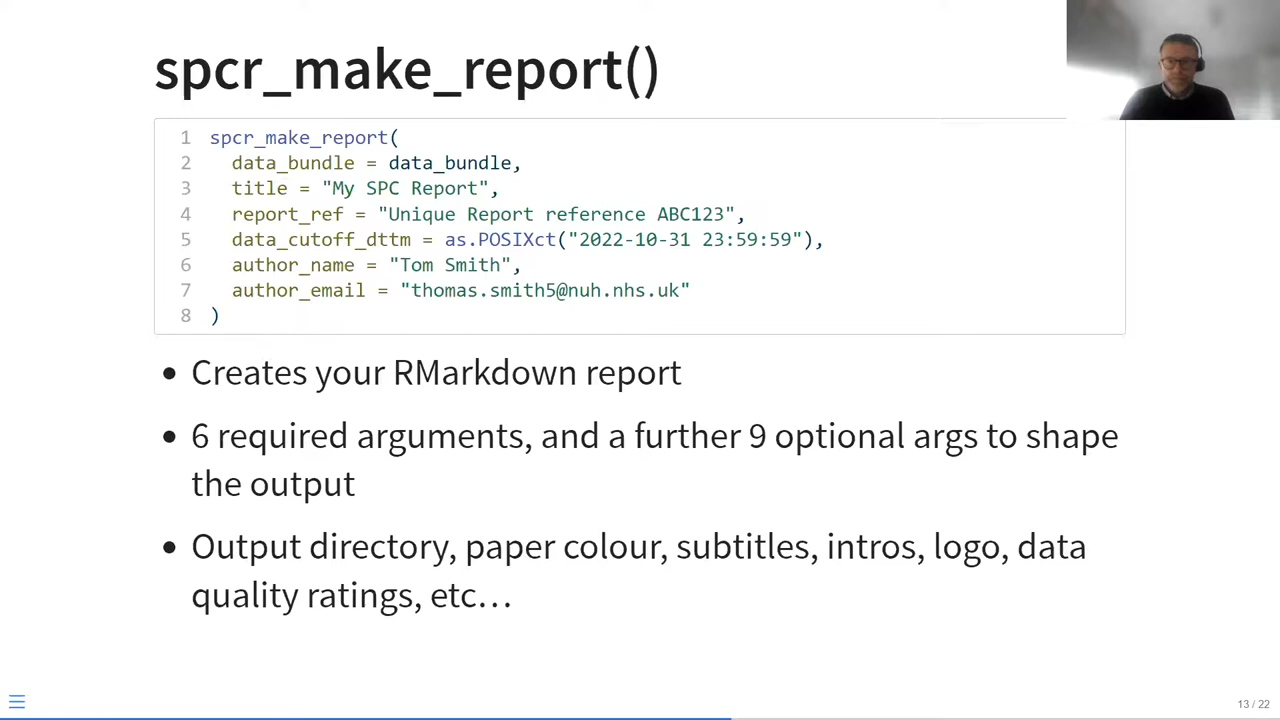 spcr_make_report()
1 spcr_make_report(
2 data_bundle = data_bundle,
3 title = "My SPC Report",
4 report_ref = "Unique Report reference ABC123",
5 data_cutoff_dttm = as.POSIXct("2022-10-31 23:59:59"),
6 author_name = "Tom Smith",
7 author_email = "thomas.smith5@nuh.nhs.uk"
8 )
• Creates your RMarkdown report
• 6 required arguments, and a further 9 optional args to shape
the output
• Output directory, paper colour, subtitles, intros, logo, data
quality ratings, etc…
13 / 22